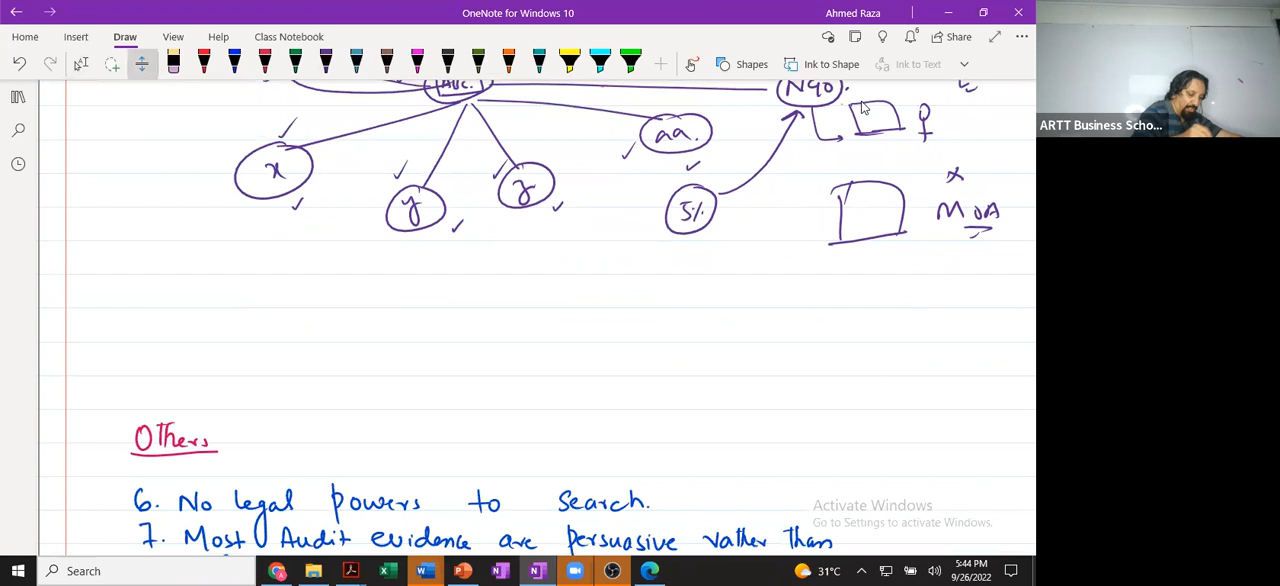 OneNote for Windows 10
Ahmed Raza
Home Insert Draw View Help Class Notebook
6 Share
Shapes Ink to Shape Ink to Text
NGO.
x
y
z
aa.
5%
x
MOA
ARTT Business Scho...
Others
6. No legal powers to search.
7. Most Audit evidence are persuasive rather than
Activate Windows
Go to Settings to activate Windows.
Search
31°C
5:44 PM
9/26/2022